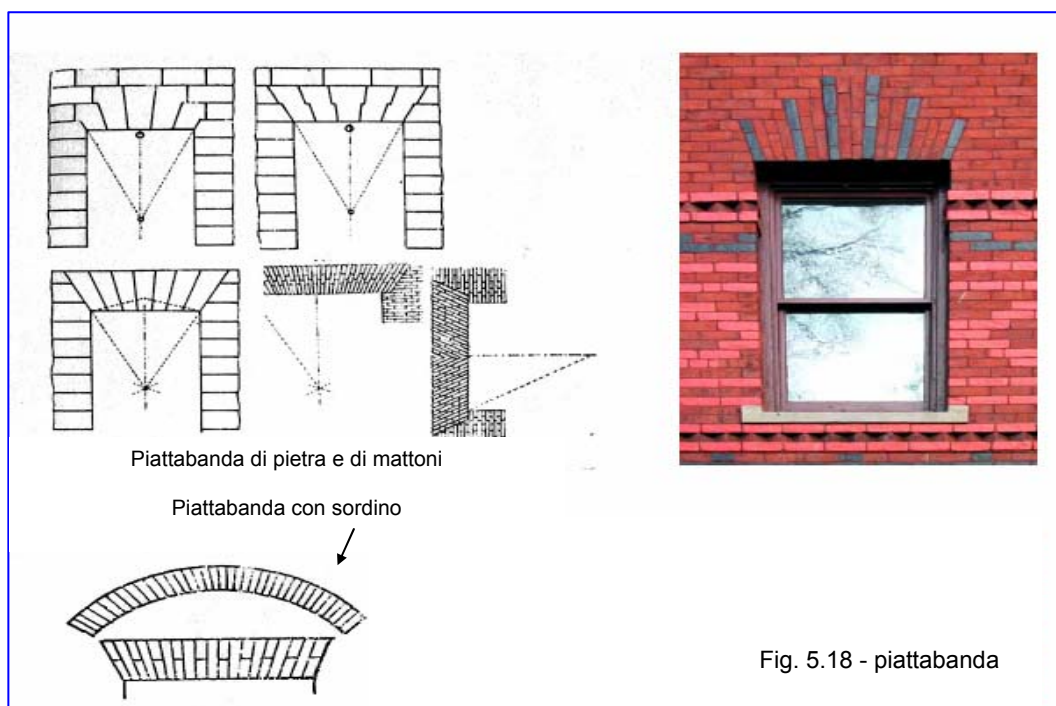 Piattabanda di pietra e di mattoni
Piattabanda con sordino
Fig. 5.18 - piattabanda